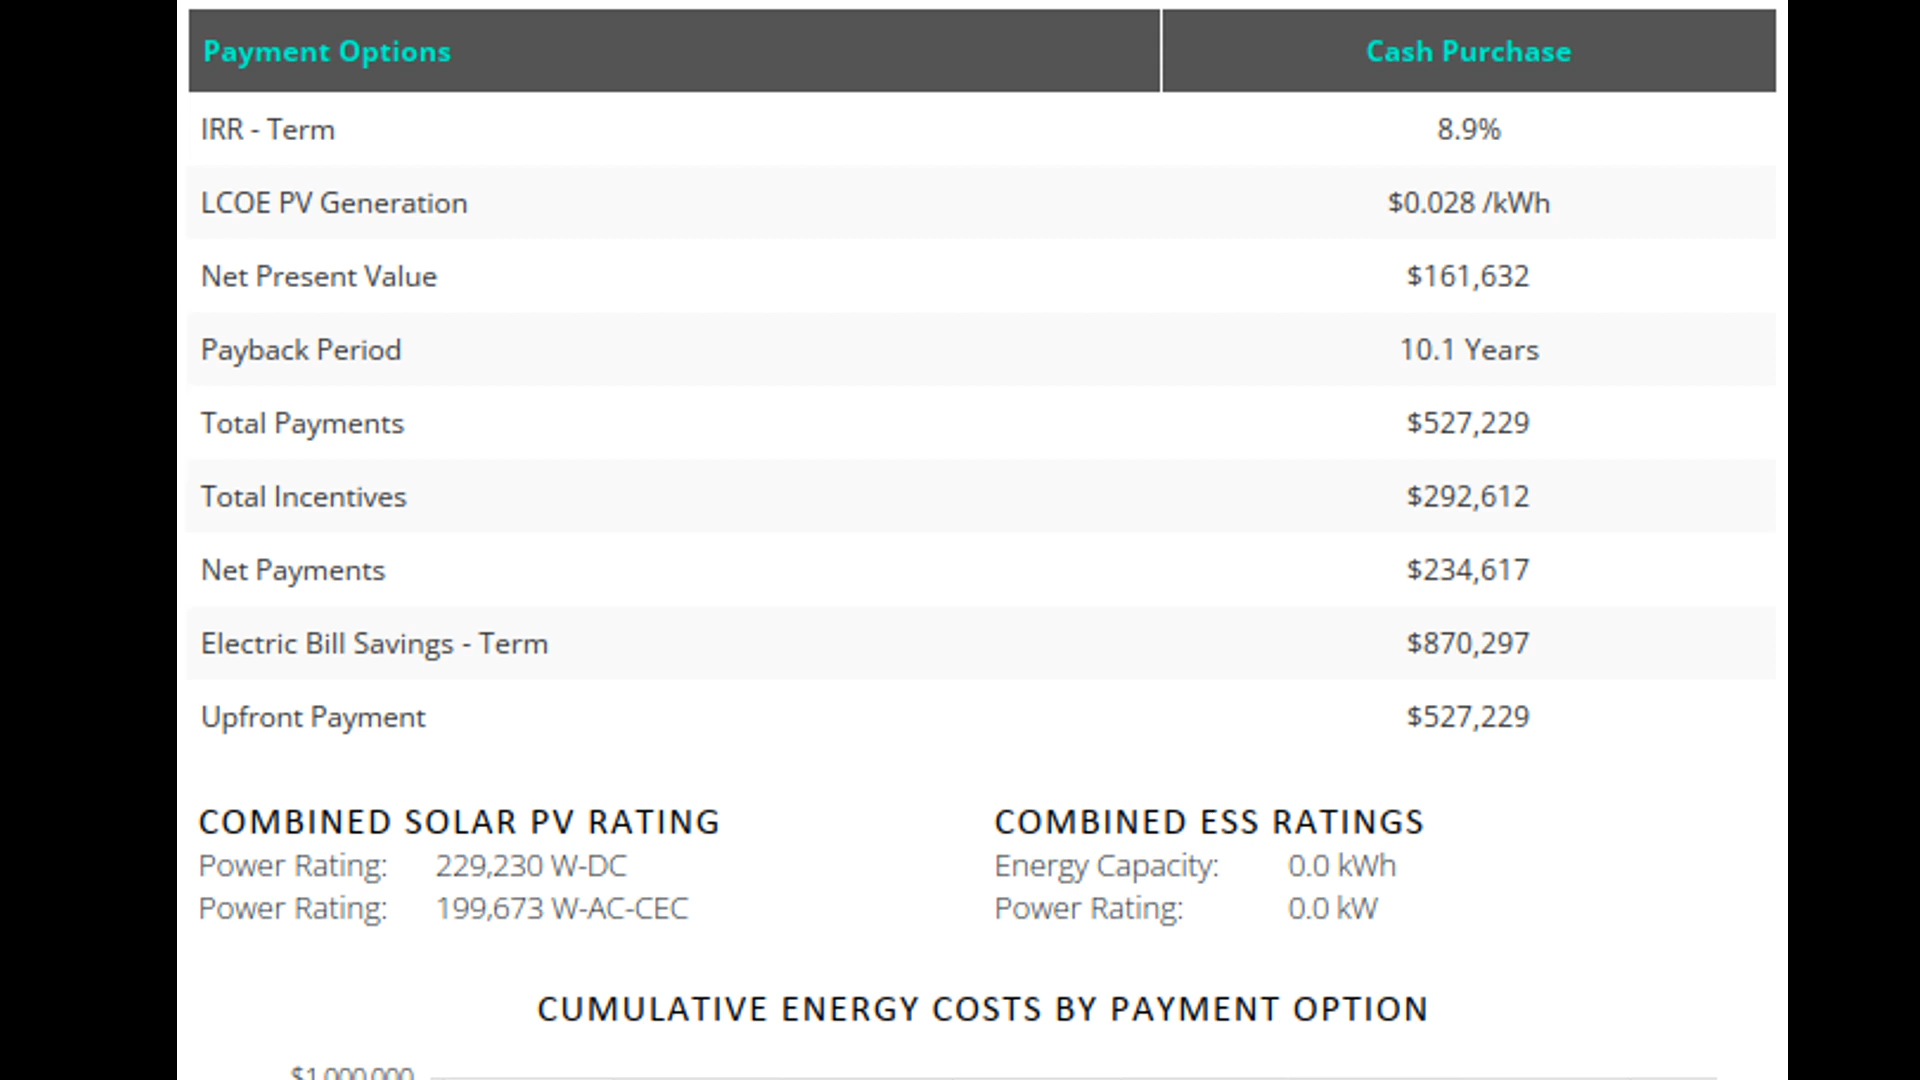 Payment Options Cash Purchase
IRR - Term 8.9%
LCOE PV Generation $0.028 /kWh
Net Present Value $161,632
Payback Period 10.1 Years
Total Payments $527,229
Total Incentives $292,612
Net Payments $234,617
Electric Bill Savings - Term $870,297
Upfront Payment $527,229
COMBINED SOLAR PV RATING
Power Rating: 229,230 W-DC
Power Rating: 199,673 W-AC-CEC
COMBINED ESS RATINGS
Energy Capacity: 0.0 kWh
Power Rating: 0.0 kW
CUMULATIVE ENERGY COSTS BY PAYMENT OPTION
$1,000,000